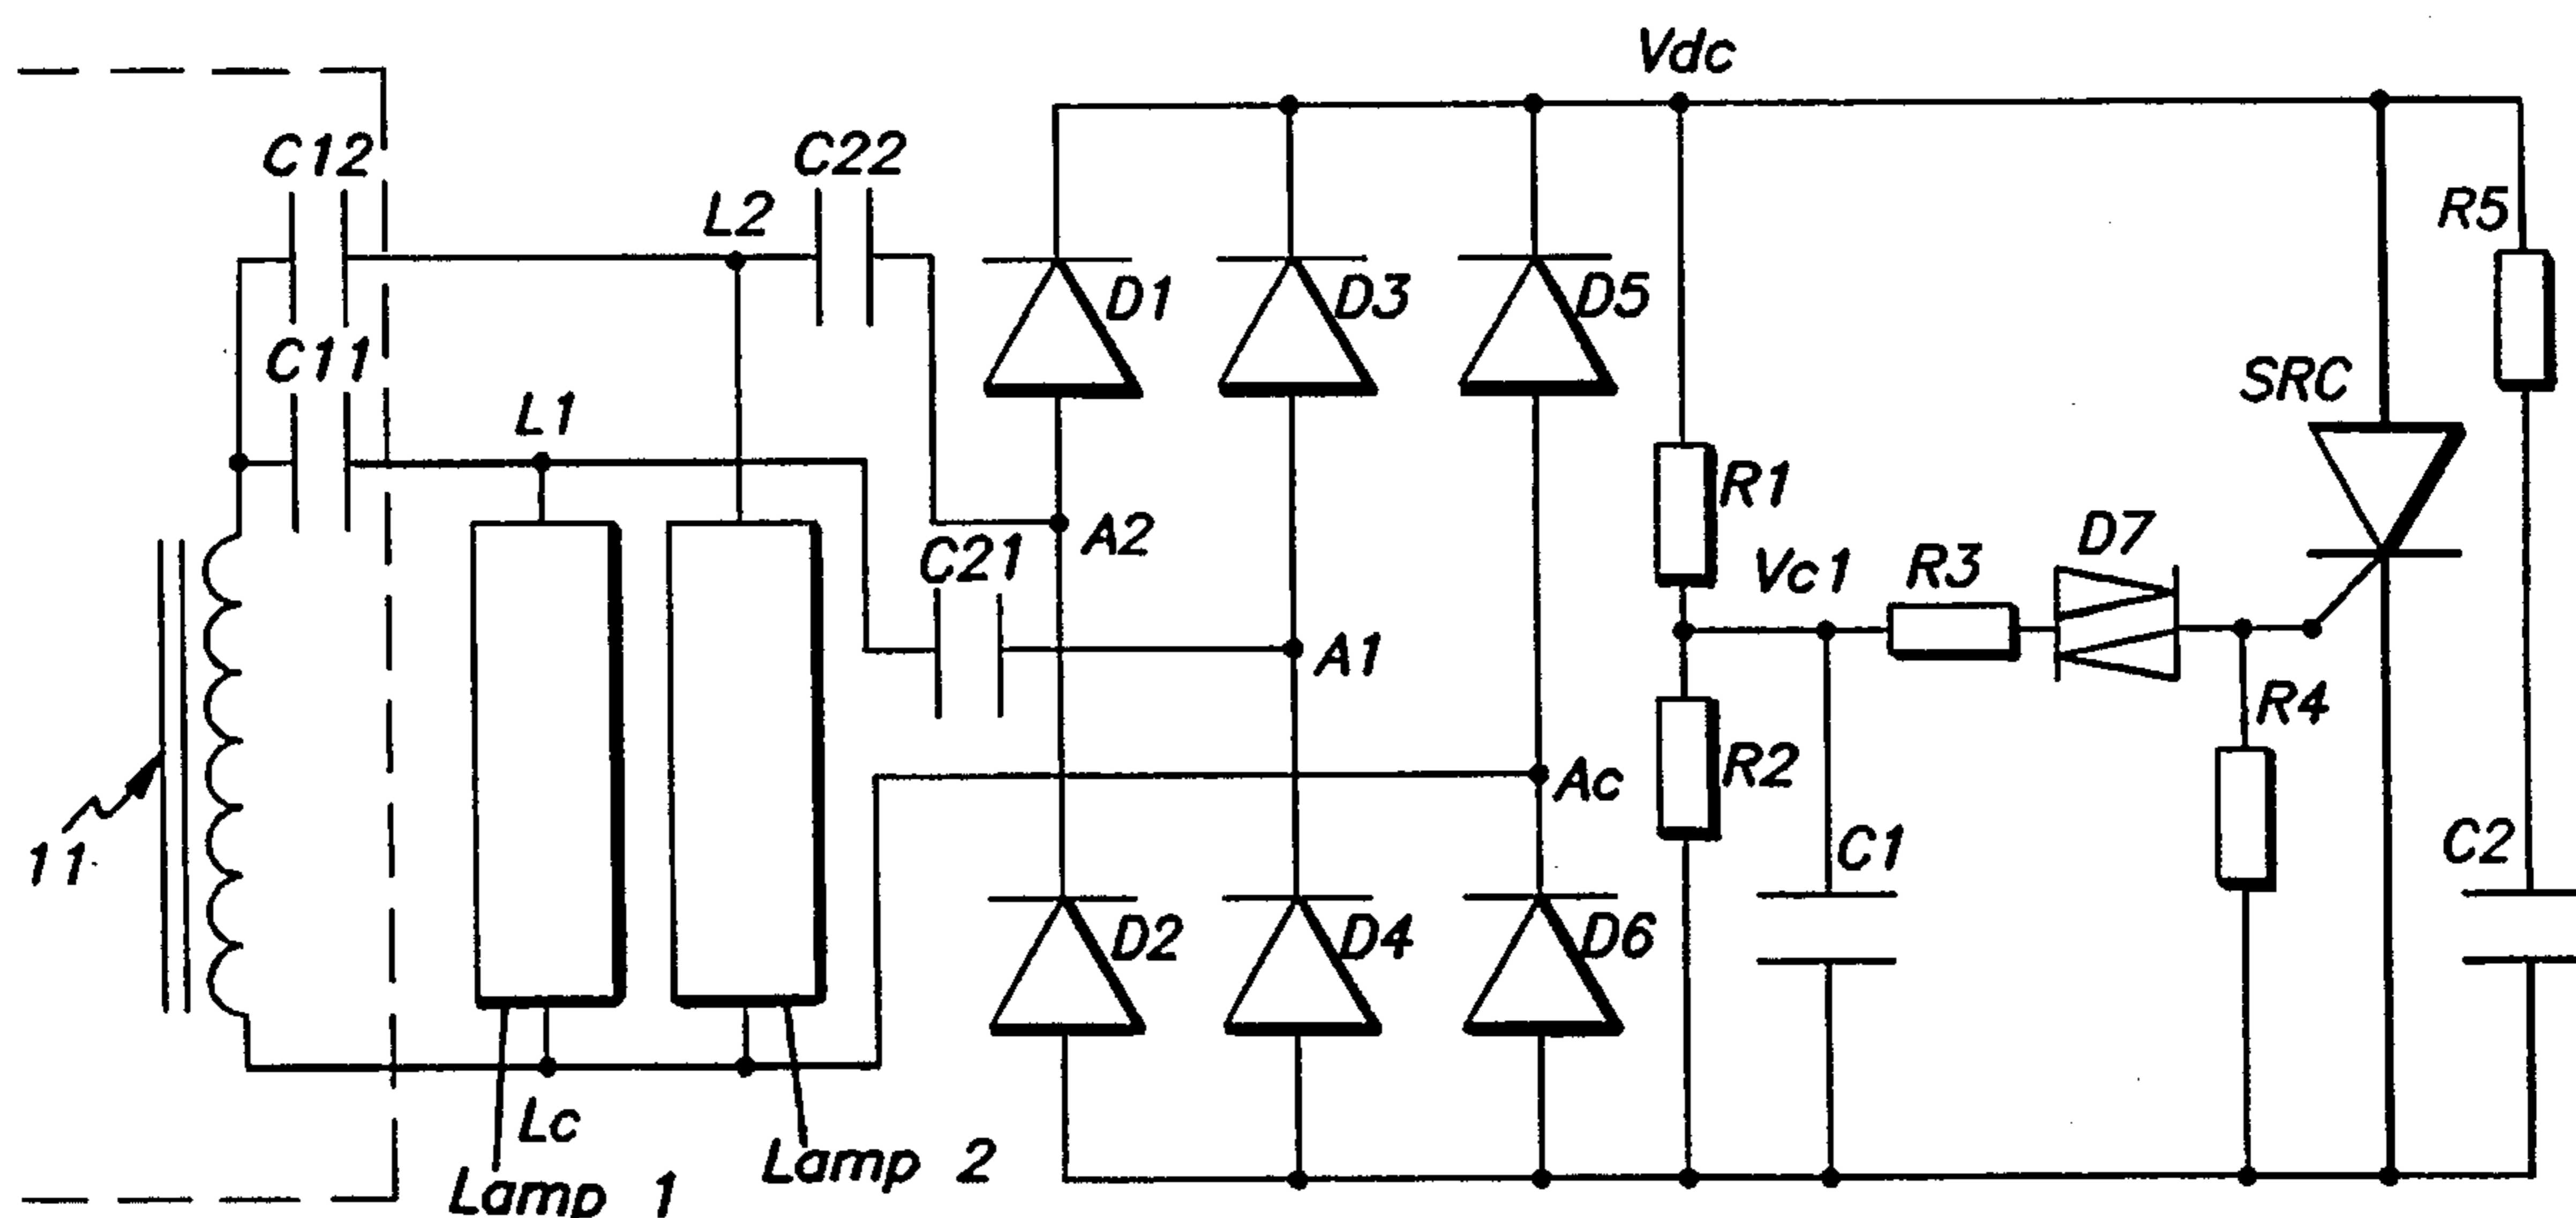 Vdc
C12
C22
L2
R5
D1
D3
D5
C11
SRC
L1
R1
D7
A2
C21
Vc1
R3
A1
R4
R2
Ac
11
C1
C2
D2
D4
D6
Lc
Lamp 2
Lamp 1